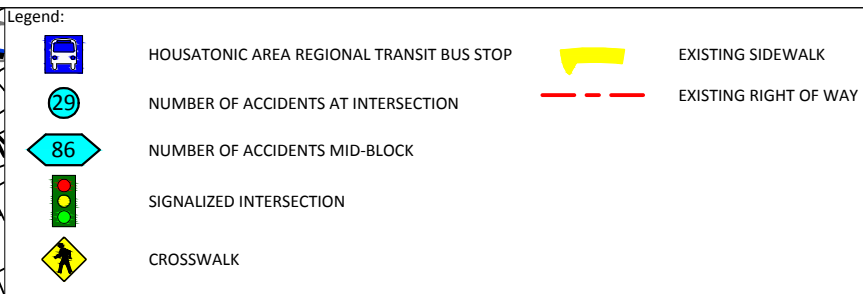 Legend:
HOUSATONIC AREA REGIONAL TRANSIT BUS STOP
EXISTING SIDEWALK
29 NUMBER OF ACCIDENTS AT INTERSECTION
EXISTING RIGHT OF WAY
86 NUMBER OF ACCIDENTS MID-BLOCK
SIGNALIZED INTERSECTION
CROSSWALK